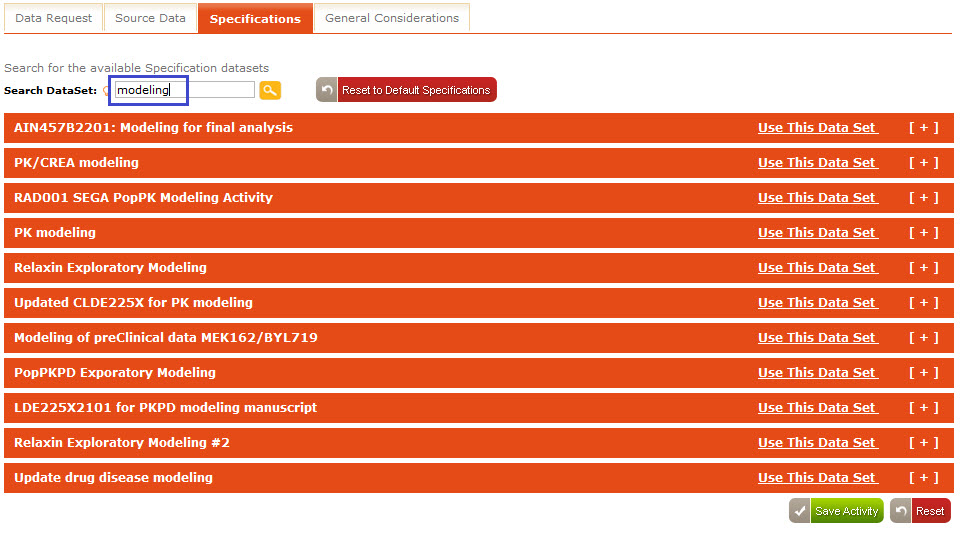 Data Request Source Data Specifications General Considerations
Search for the available Specification datasets
Search DataSet: modeling Reset to Default Specifications
AIN457B2201: Modeling for final analysis Use This Data Set [ + ]
PK/CREA modeling Use This Data Set [ + ]
RAD001 SEGA PopPK Modeling Activity Use This Data Set [ + ]
PK modeling Use This Data Set [ + ]
Relaxin Exploratory Modeling Use This Data Set [ + ]
Updated CLDE225X for PK modeling Use This Data Set [ + ]
Modeling of preClinical data MEK162/BYL719 Use This Data Set [ + ]
PopPKPD Exporatory Modeling Use This Data Set [ + ]
LDE225X2101 for PKPD modeling manuscript Use This Data Set [ + ]
Relaxin Exploratory Modeling #2 Use This Data Set [ + ]
Update drug disease modeling Use This Data Set [ + ]
Save Activity Reset